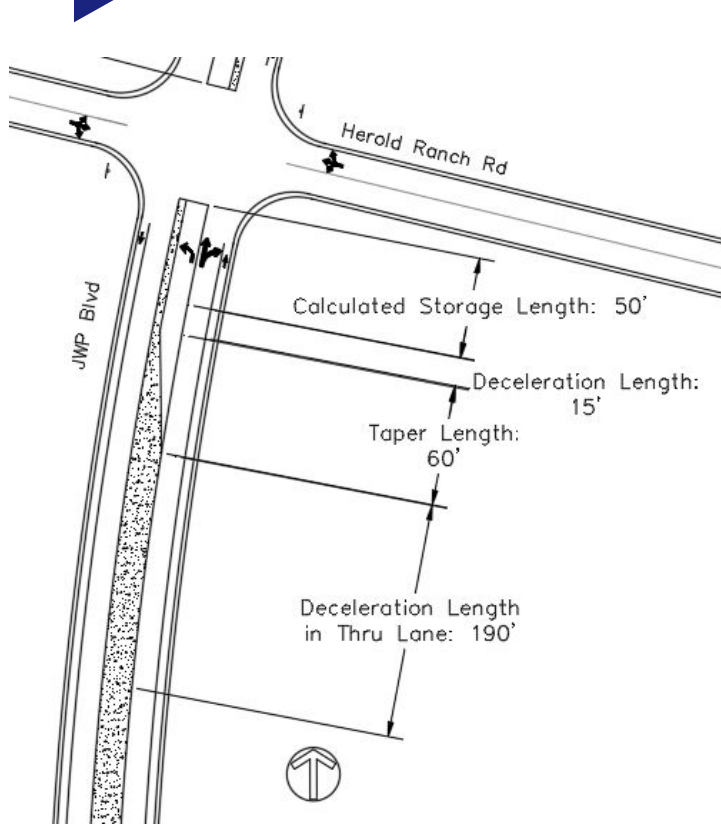 Herold Ranch Rd
JWP Blvd
Calculated Storage Length: 50'
Deceleration Length:
15'
Taper Length:
60'
Deceleration Length
in Thru Lane: 190'